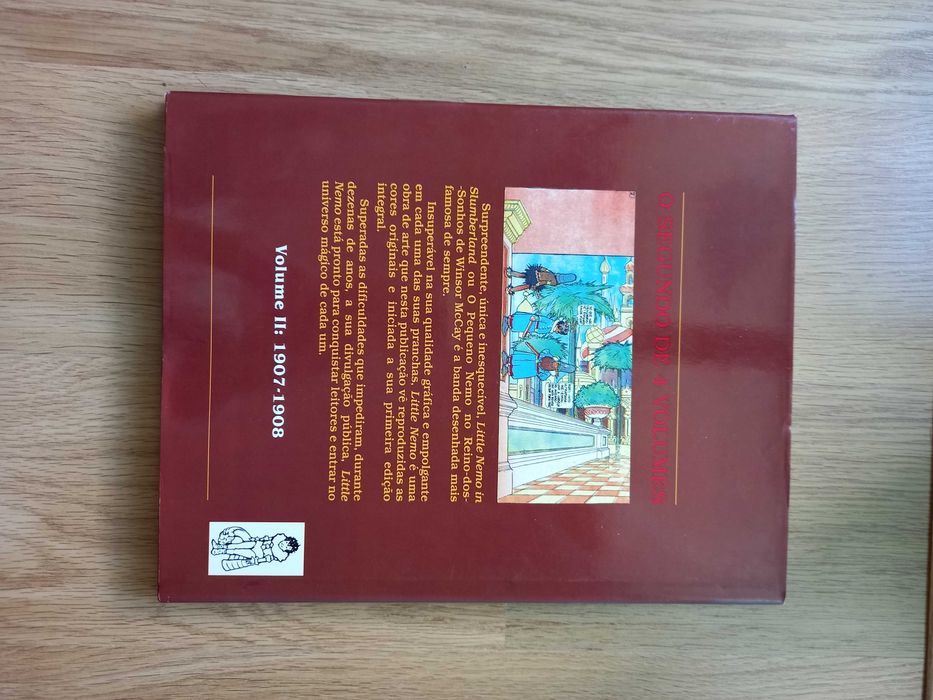 O SEGUNDO DE 4 VOLUMES
Surpreendente, única e inesquecível, Little Nemo in
Slumberland ou O Pequeno Nemo no Reino-dos-
-Sonhos de Winsor McCay é a banda desenhada mais
famosa de sempre.
Insuperável na sua qualidade gráfica e empolgante
em cada uma das suas pranchas, Little Nemo é uma
obra de arte que nesta publicação vê reproduzidas as
cores originais e iniciada a sua primeira edição
integral.
Superadas as dificuldades que impediram, durante
dezenas de anos, a sua divulgação pública, Little
Nemo está pronto para conquistar leitores e entrar no
universo mágico de cada um.
Volume II: 1907-1908